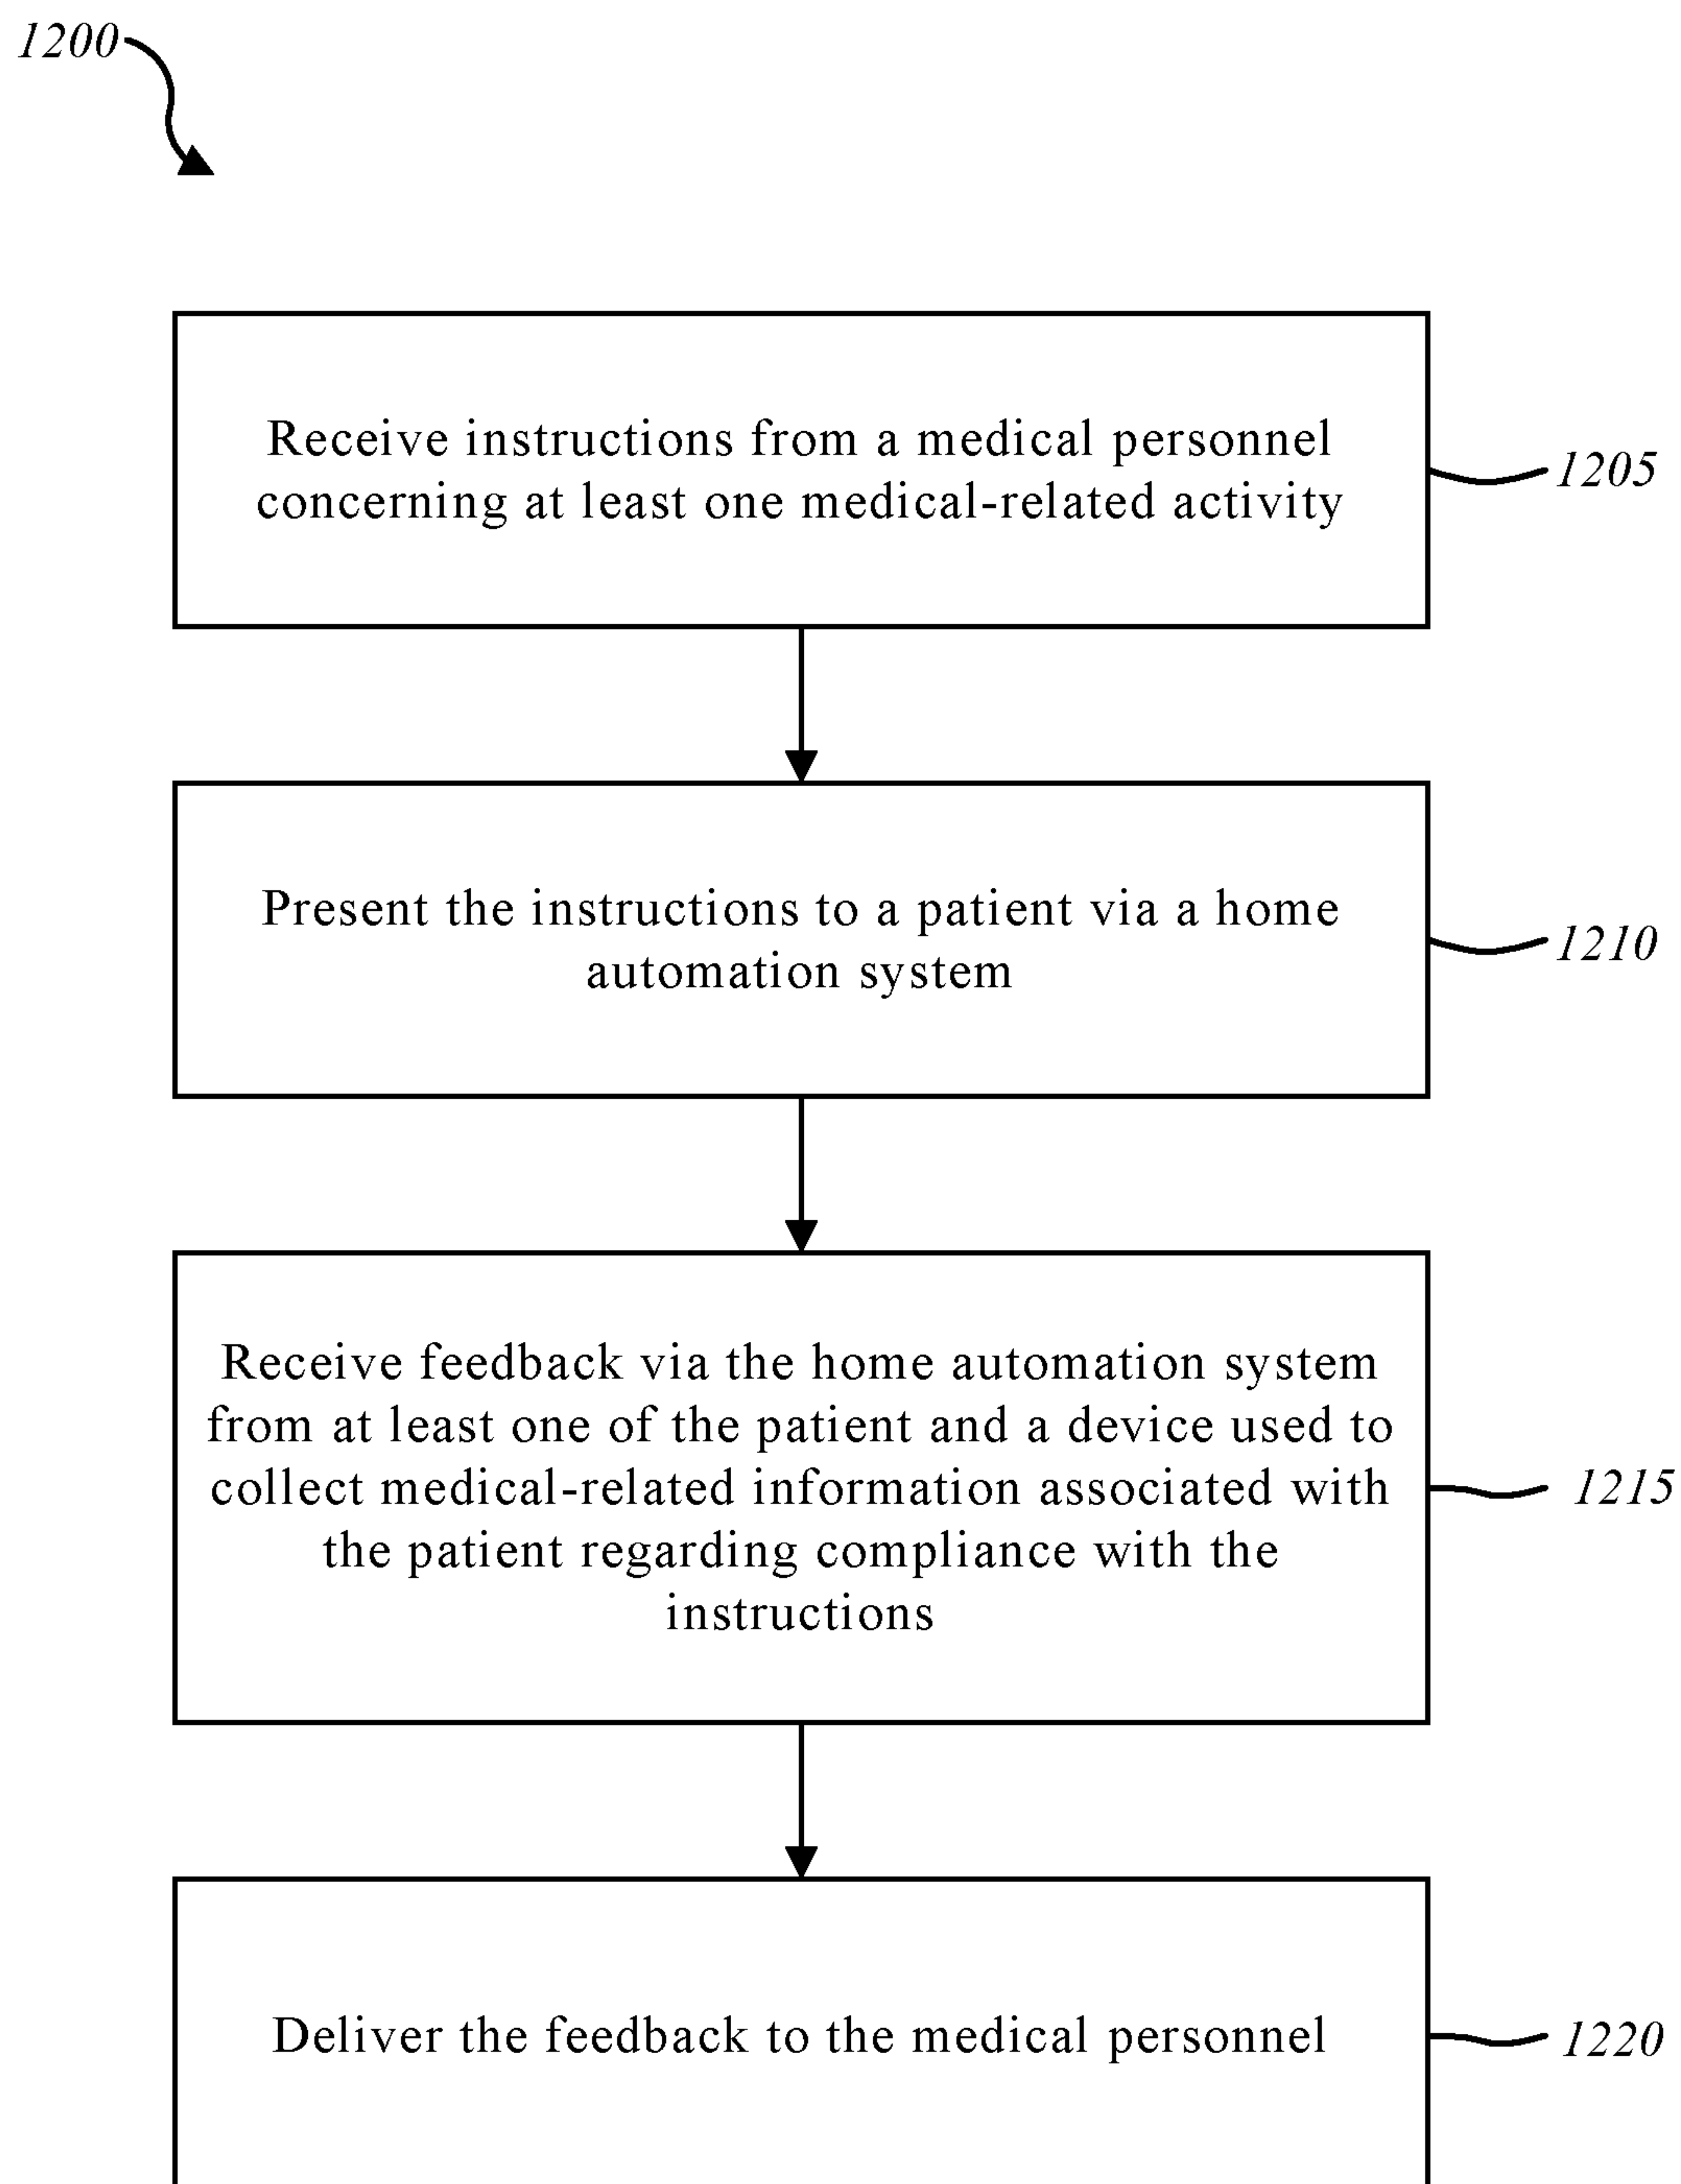 1200
Receive instructions from a medical personnel
concerning at least one medical-related activity
1205
Present the instructions to a patient via a home
automation system
1210
Receive feedback via the home automation system
from at least one of the patient and a device used to
collect medical-related information associated with
the patient regarding compliance with the
instructions
1215
Deliver the feedback to the medical personnel
1220